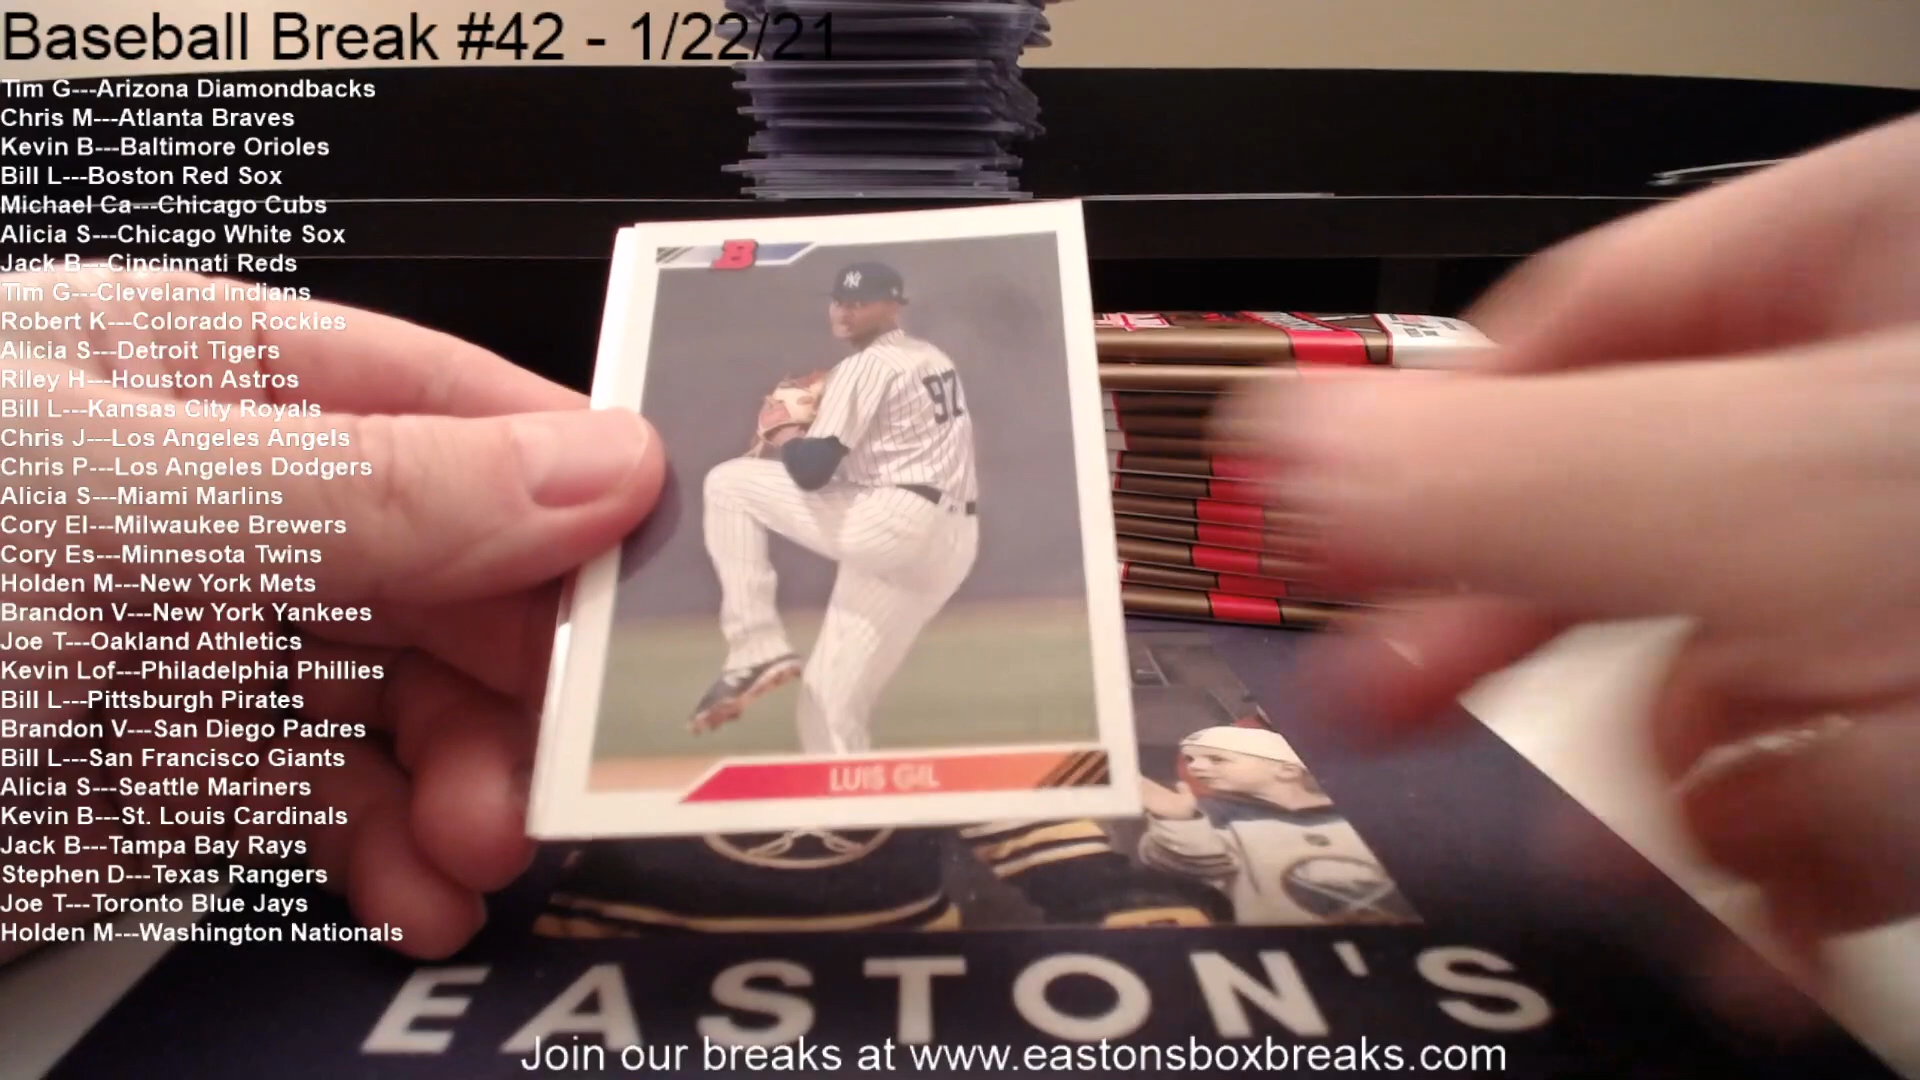 Baseball Break #42 - 1/22/21
Tim G---Arizona Diamondbacks
Chris M---Atlanta Braves
Kevin B---Baltimore Orioles
Bill L---Boston Red Sox
Michael Ca---Chicago Cubs
Alicia S---Chicago White Sox
Jack B---Cincinnati Reds
Tim G---Cleveland Indians
Robert K---Colorado Rockies
Alicia S---Detroit Tigers
Riley H---Houston Astros
Bill L---Kansas City Royals
Chris J---Los Angeles Angels
Chris P---Los Angeles Dodgers
Alicia S---Miami Marlins
Cory El---Milwaukee Brewers
Cory Es---Minnesota Twins
Holden M---New York Mets
Brandon V---New York Yankees
Joe T---Oakland Athletics
Kevin Lof---Philadelphia Phillies
Bill L---Pittsburgh Pirates
Brandon V---San Diego Padres
Bill L---San Francisco Giants
Alicia S---Seattle Mariners
Kevin B---St. Louis Cardinals
Jack B---Tampa Bay Rays
Stephen D---Texas Rangers
Joe T---Toronto Blue Jays
Holden M---Washington Nationals
B
NY
97
LUIS GIL
EASTON'S
Join our breaks at www.eastonsboxbreaks.com